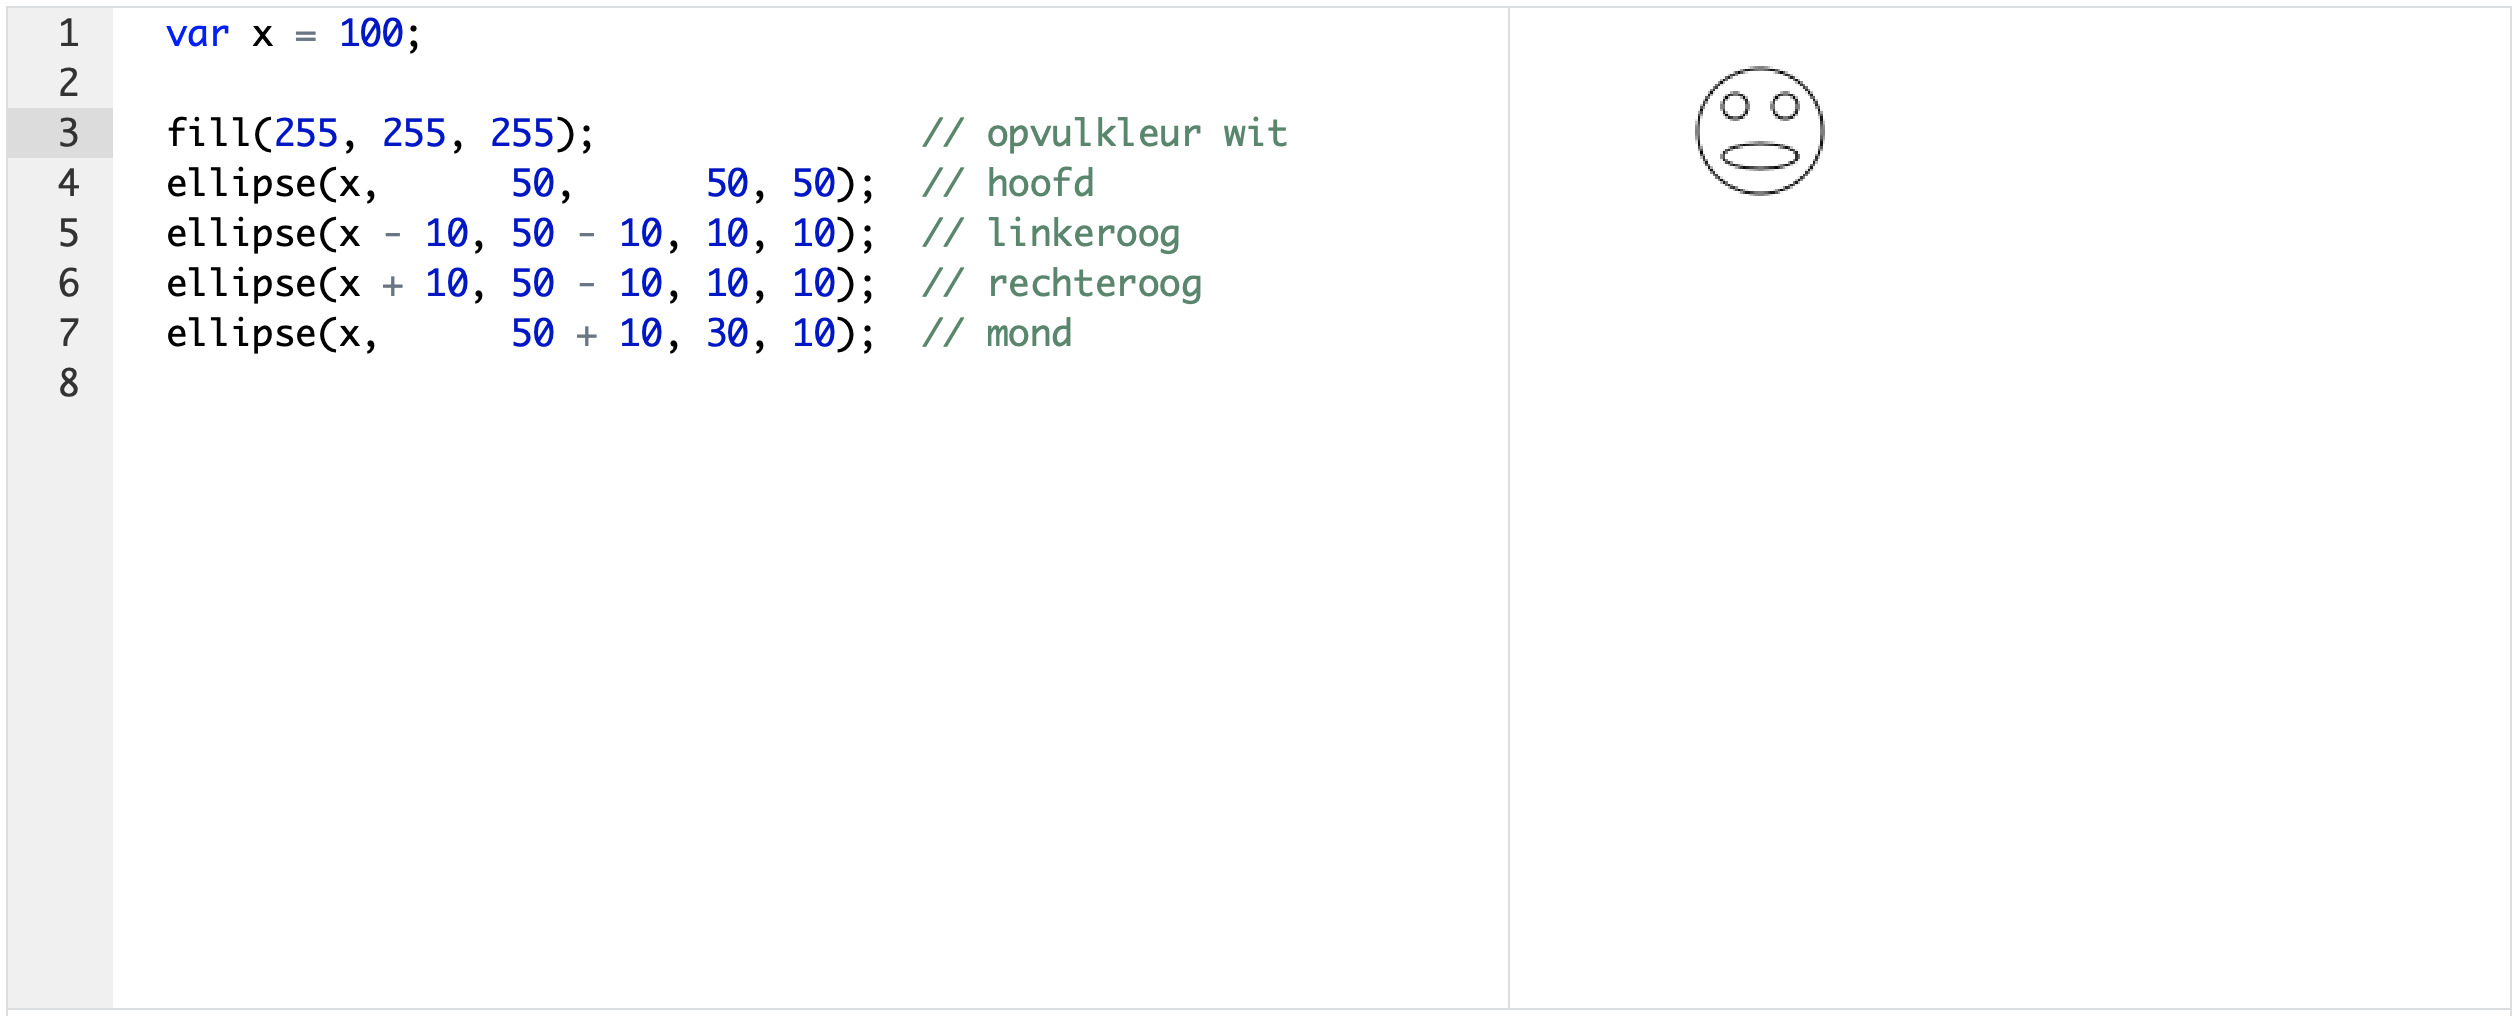 1 var x = 100;
2
3 fill(255, 255, 255); // opvulkleur wit
4 ellipse(x, 50, 50, 50); // hoofd
5 ellipse(x - 10, 50 - 10, 10, 10); // linkeroog
6 ellipse(x + 10, 50 - 10, 10, 10); // rechteroog
7 ellipse(x, 50 + 10, 30, 10); // mond
8